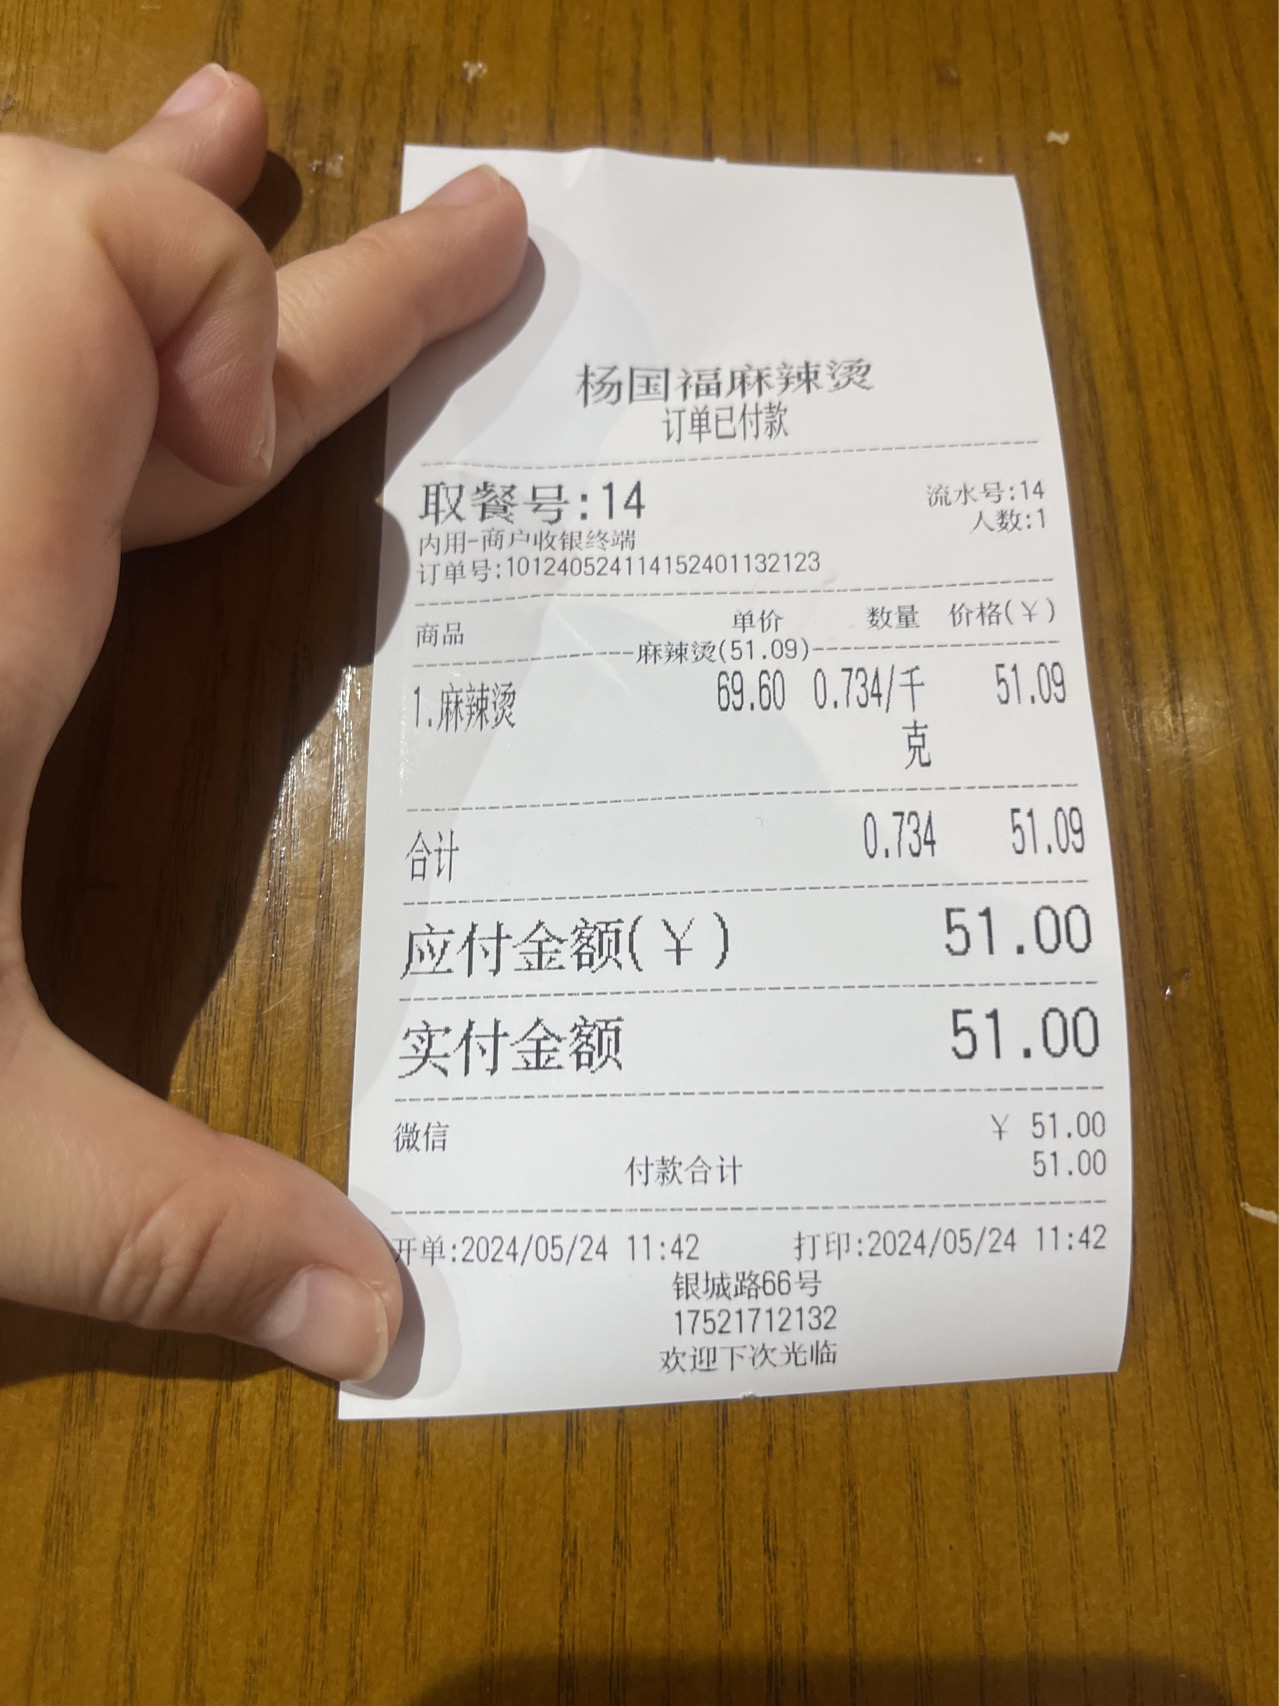 杨国福麻辣烫
订单已付款
取餐号:14 流水号:14
人数:1
内用-商户收银终端
订单号:101240524114152401132123
商品 单价 数量 价格(¥)
麻辣烫(51.09)
1.麻辣烫 69.60 0.734/千克 51.09
合计 0.734 51.09
应付金额(¥) 51.00
实付金额 51.00
微信 ¥ 51.00
付款合计 51.00
开单:2024/05/24 11:42 打印:2024/05/24 11:42
银城路66号
17521712132
欢迎下次光临